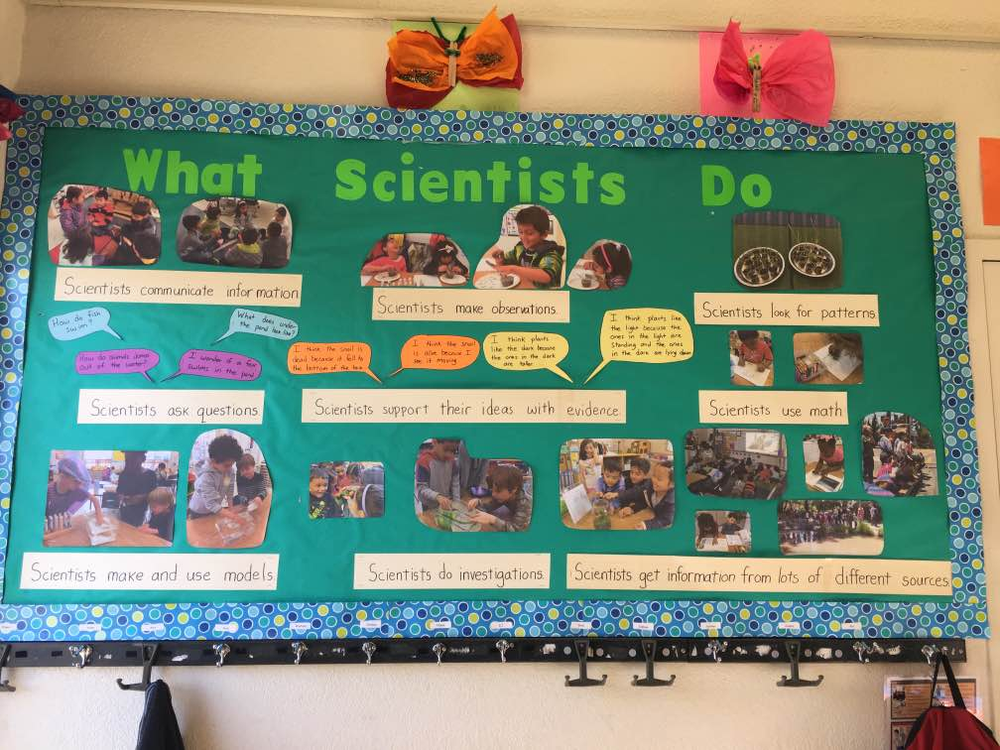 What Scientists Do
Scientists communicate information
Scientists make observations.
Scientists look for patterns
How do fish
swim?
What does under
the pond look like?
How do animals jump
out of the water?
I wonder if a fox
swims in the pond
I think the snail is
dead because it fell to
the bottom of the tank
I think the snail
is alive because I
see it moving
I think plants
like the dark because
the ones in the dark
are taller
I think plants like
the light because the
ones in the light are
standing and the ones
in the dark are lying down
Scientists ask questions.
Scientists support their ideas with evidence.
Scientists use math
Scientists make and use models.
Scientists do investigations.
Scientists get information from lots of different sources.